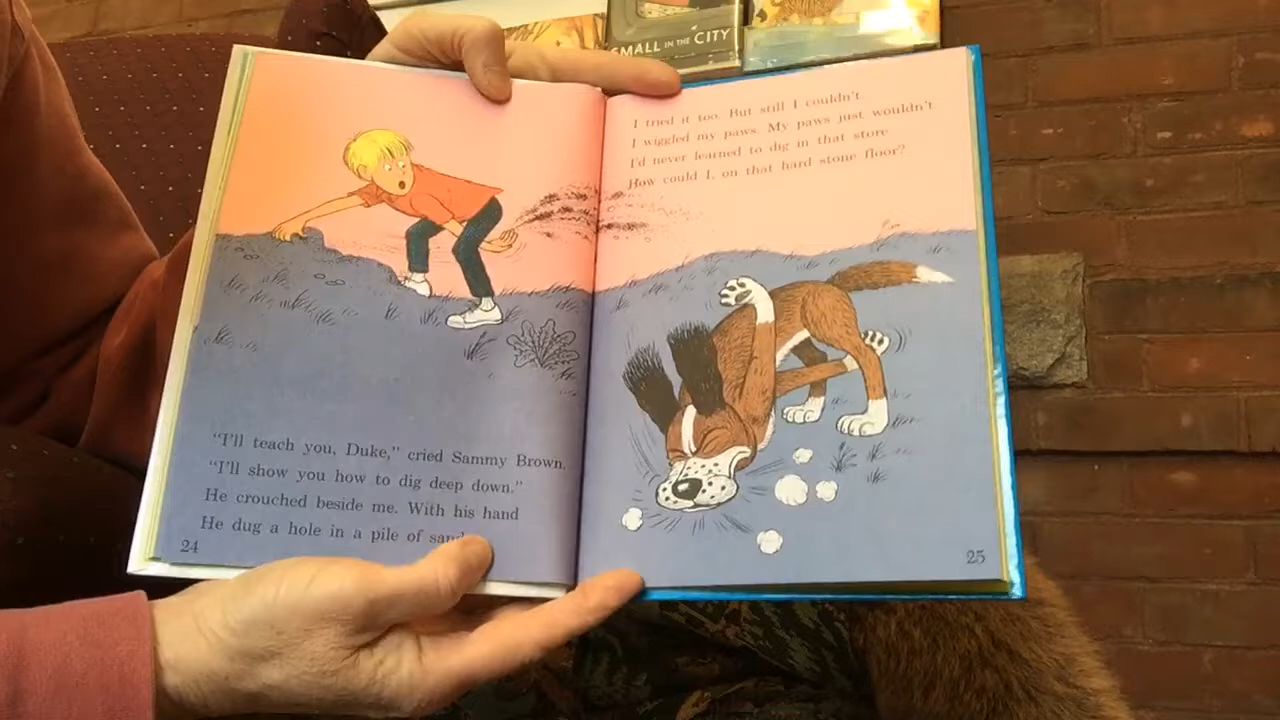 SMALL IN THE CITY
"I'll teach you, Duke," cried Sammy Brown.
"I'll show you how to dig deep down."
He crouched beside me. With his hand
He dug a hole in a pile of
24
I tried it too. But still I couldn't
I wiggled my paws. My paws just wouldn't
I'd never learned to dig in that store
How could I, on that hard stone floor?
25